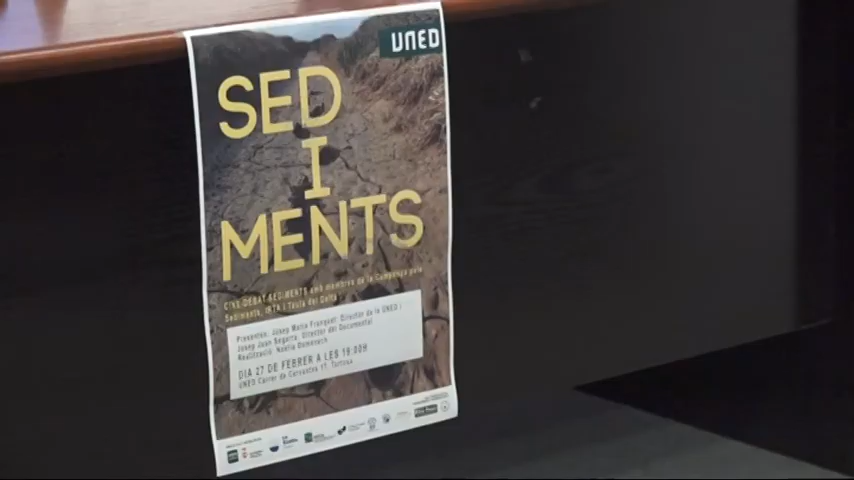 UNED
SED
I
MENTS
CINE DEBAT SEDIMENTS amb membres de la Campanya pels
Sediments, IRTA i Taula del Delta
Presenten: Josep Maria Franquet: Director de la UNED i
Josep Juan Segarra: Director del Documental
Realització: Noèlia Domènech
DIA 27 DE FEBRER A LES 19:00H
UNED Carrer de Cervantes 17, Tortosa